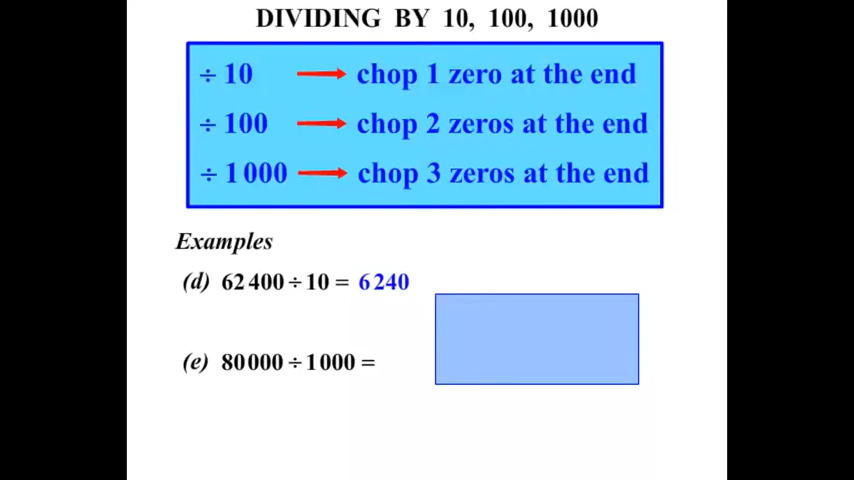 DIVIDING BY 10, 100, 1000
÷ 10 → chop 1 zero at the end
÷ 100 → chop 2 zeros at the end
÷ 1 000 → chop 3 zeros at the end
Examples
(d) 62 400 ÷ 10 = 6 240
(e) 80 000 ÷ 1 000 =